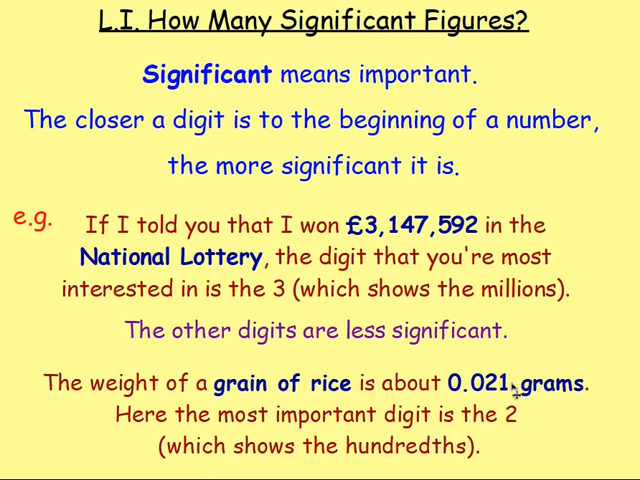 L.I. How Many Significant Figures?
Significant means important.
The closer a digit is to the beginning of a number,
the more significant it is.
e.g. If I told you that I won £3,147,592 in the
National Lottery, the digit that you're most
interested in is the 3 (which shows the millions).
The other digits are less significant.
The weight of a grain of rice is about 0.021 grams.
Here the most important digit is the 2
(which shows the hundredths).